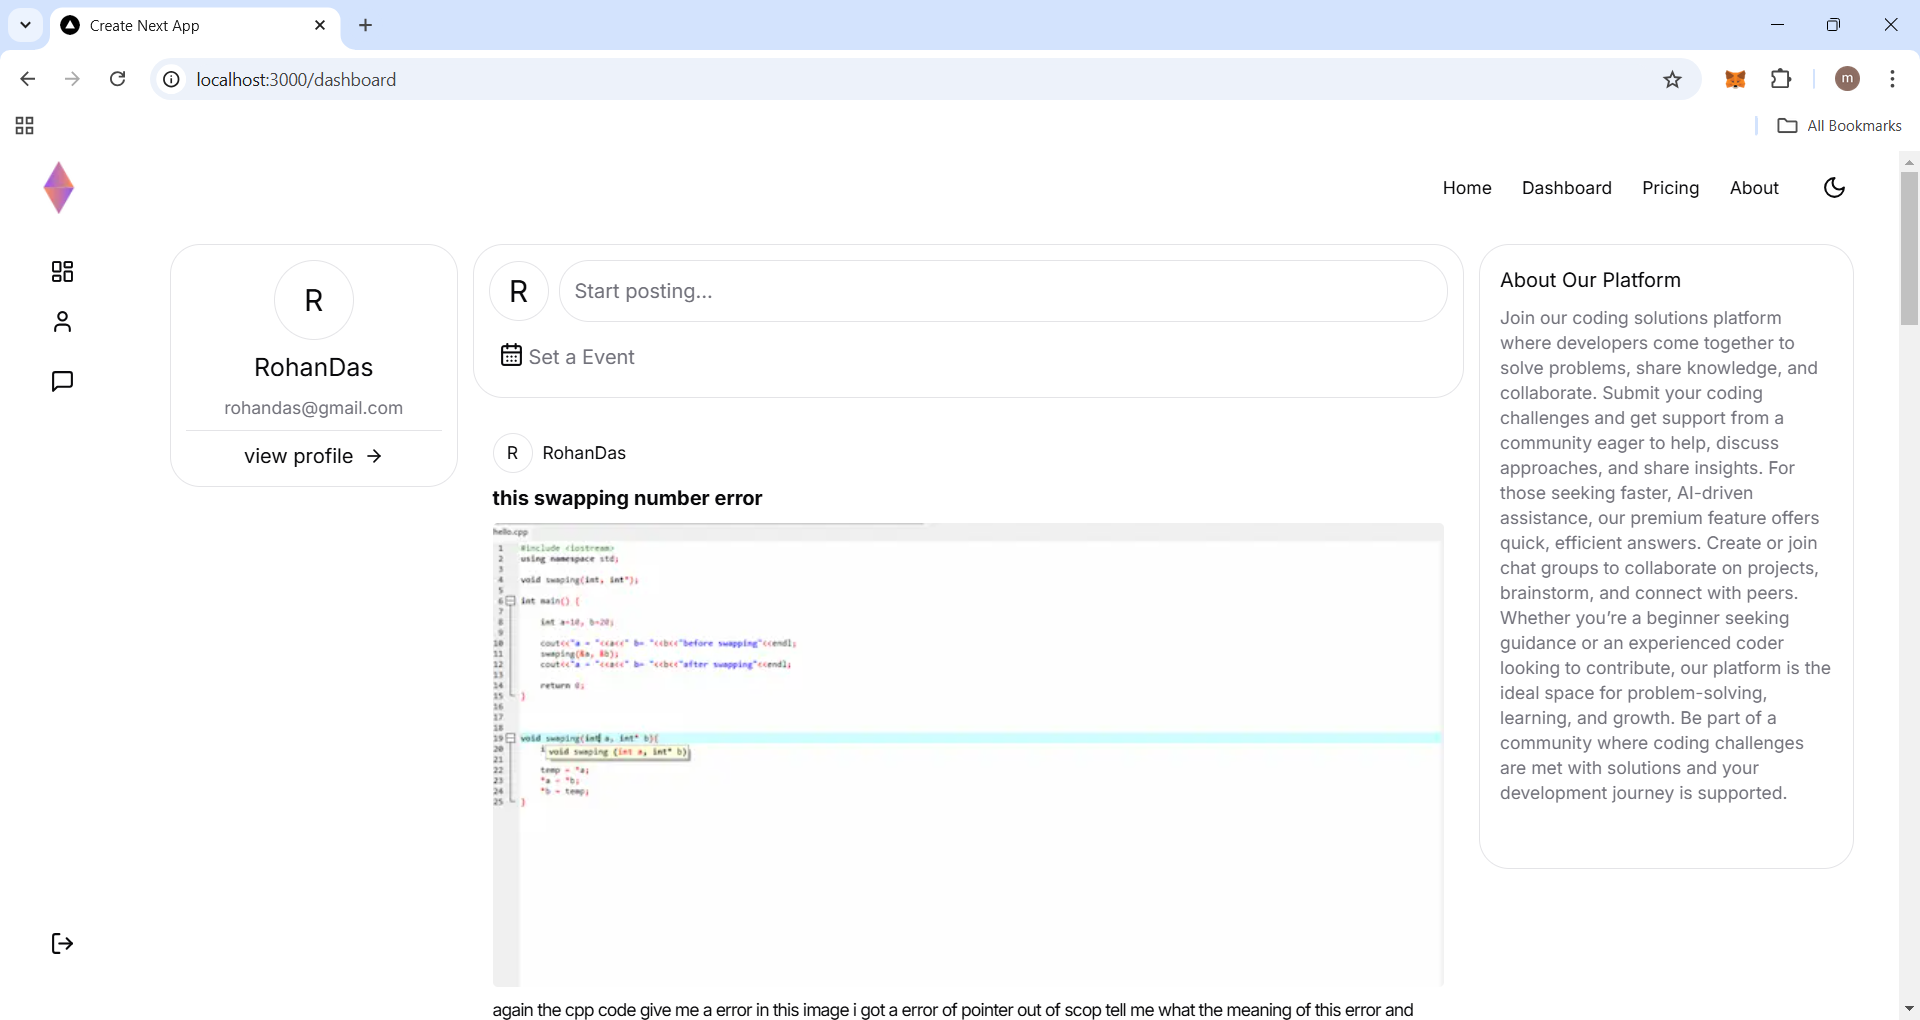 Create Next App
localhost:3000/dashboard
m
All Bookmarks
Home
Dashboard
Pricing
About
R
RohanDas
rohandas@gmail.com
view profile
R
Start posting...
Set a Event
R
RohanDas
this swapping number error
hello.cpp
1 #include <iostream>
2 using namespace std;
3
4 void swaping(int, int*);
5
6 int main() {
7
8 int a=10, b=20;
9
10 cout<<"a = "<<a<<" b= "<<b<<"before swapping"<<endl;
11 swaping(&a, &b);
12 cout<<"a = "<<a<<" b= "<<b<<"after swapping"<<endl;
13
14 return 0;
15 }
16
17
18
19 void swaping(int a, int* b){
20
void swaping (int a, int* b)
21
22 temp = *a;
23 *a = *b;
24 *b = temp;
25 }
again the cpp code give me a error in this image i got a error of pointer out of scop tell me what the meaning of this error and
About Our Platform
Join our coding solutions platform
where developers come together to
solve problems, share knowledge, and
collaborate. Submit your coding
challenges and get support from a
community eager to help, discuss
approaches, and share insights. For
those seeking faster, AI-driven
assistance, our premium feature offers
quick, efficient answers. Create or join
chat groups to collaborate on projects,
brainstorm, and connect with peers.
Whether you’re a beginner seeking
guidance or an experienced coder
looking to contribute, our platform is the
ideal space for problem-solving,
learning, and growth. Be part of a
community where coding challenges
are met with solutions and your
development journey is supported.